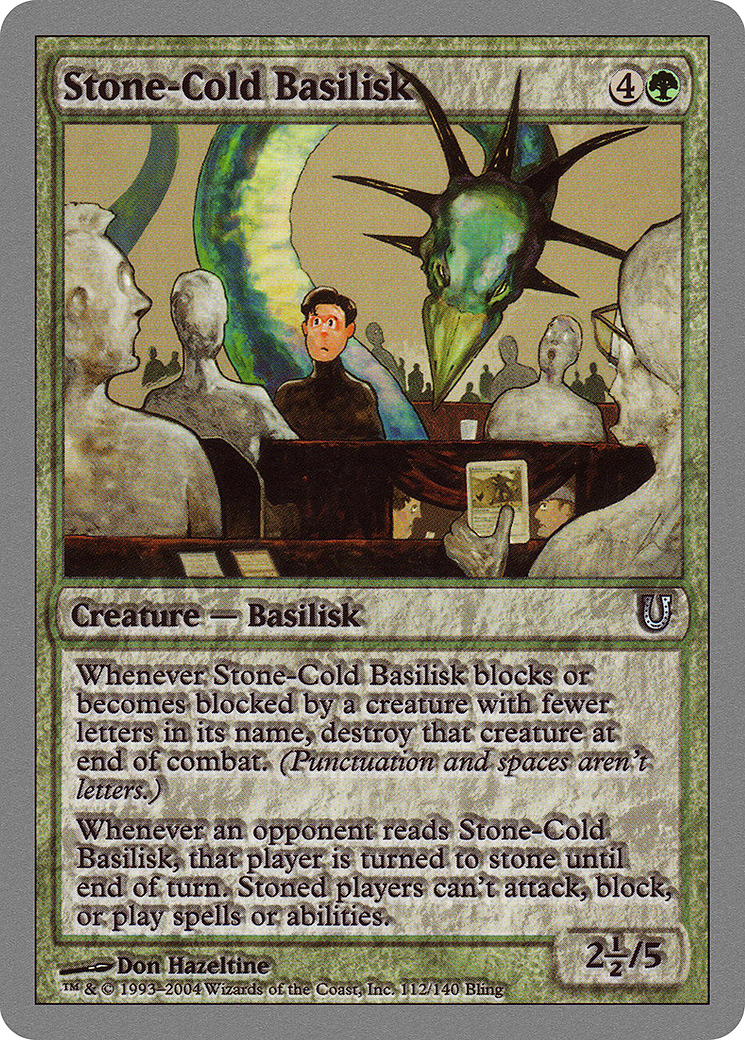 Stone-Cold Basilisk 4
Creature — Basilisk
Whenever Stone-Cold Basilisk blocks or
becomes blocked by a creature with fewer
letters in its name, destroy that creature at
end of combat. (Punctuation and spaces aren't
letters.)
Whenever an opponent reads Stone-Cold
Basilisk, that player is turned to stone until
end of turn. Stoned players can't attack, block,
or play spells or abilities.
2½/5
Don Hazeltine
™ & © 1993–2004 Wizards of the Coast, Inc. 112/140 Bling